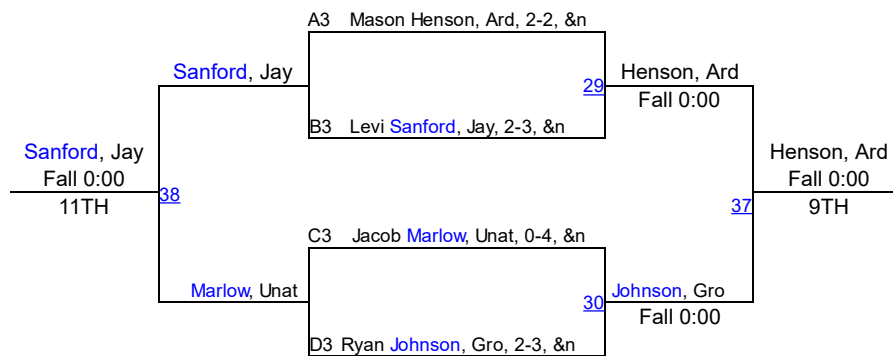 A3 Mason Henson, Ard, 2-2, &n
Sanford, Jay
Henson, Ard
29
Fall 0:00
B3 Levi Sanford, Jay, 2-3, &n
Sanford, Jay
Henson, Ard
Fall 0:00
Fall 0:00
38
37
11TH
9TH
C3 Jacob Marlow, Unat, 0-4, &n
Marlow, Unat
30
Johnson, Gro
Fall 0:00
D3 Ryan Johnson, Gro, 2-3, &n